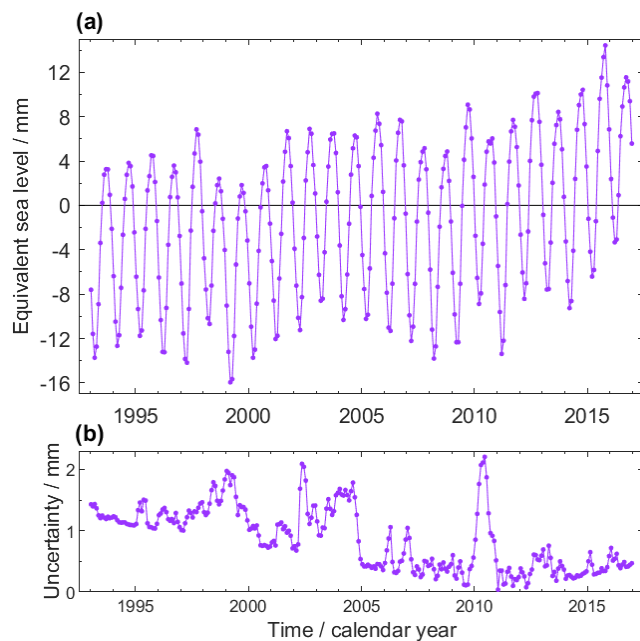 (a)
12
8
4
0
-4
-8
-12
-16
Equivalent sea level / mm
1995 2000 2005 2010 2015
(b)
2
1
0
Uncertainty / mm
1995 2000 2005 2010 2015
Time / calendar year